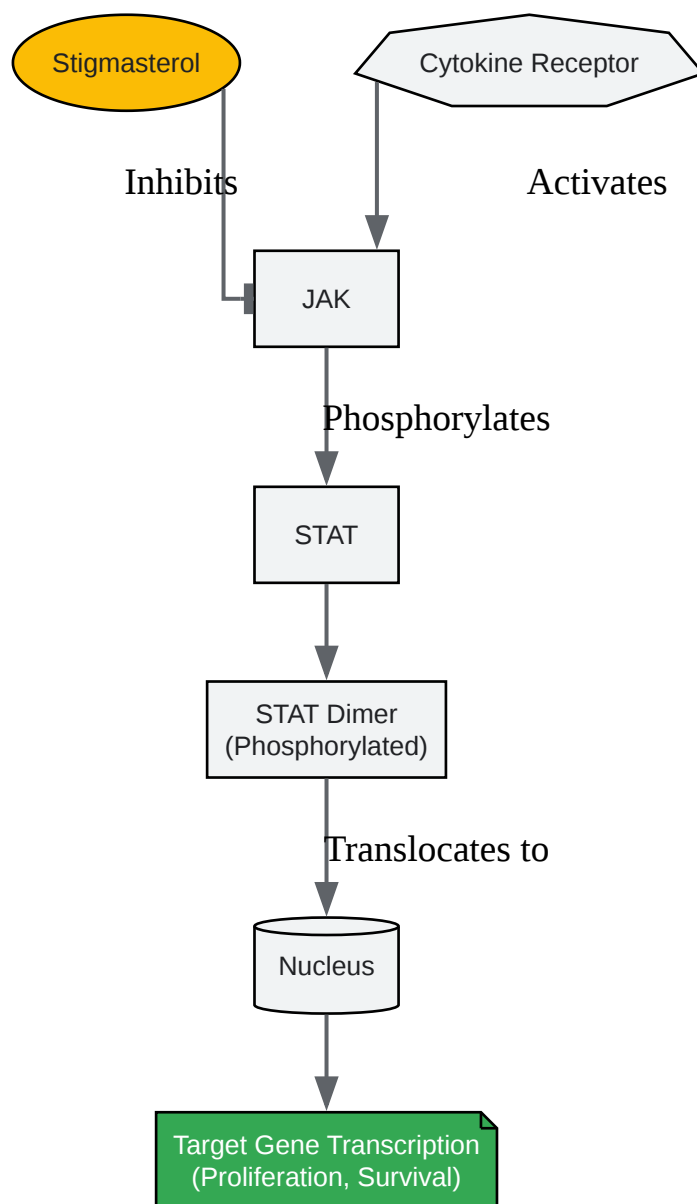 Stigmasterol
Cytokine Receptor
Inhibits
Activates
JAK
Phosphorylates
STAT
STAT Dimer
(Phosphorylated)
Translocates to
Nucleus
Target Gene Transcription
(Proliferation, Survival)